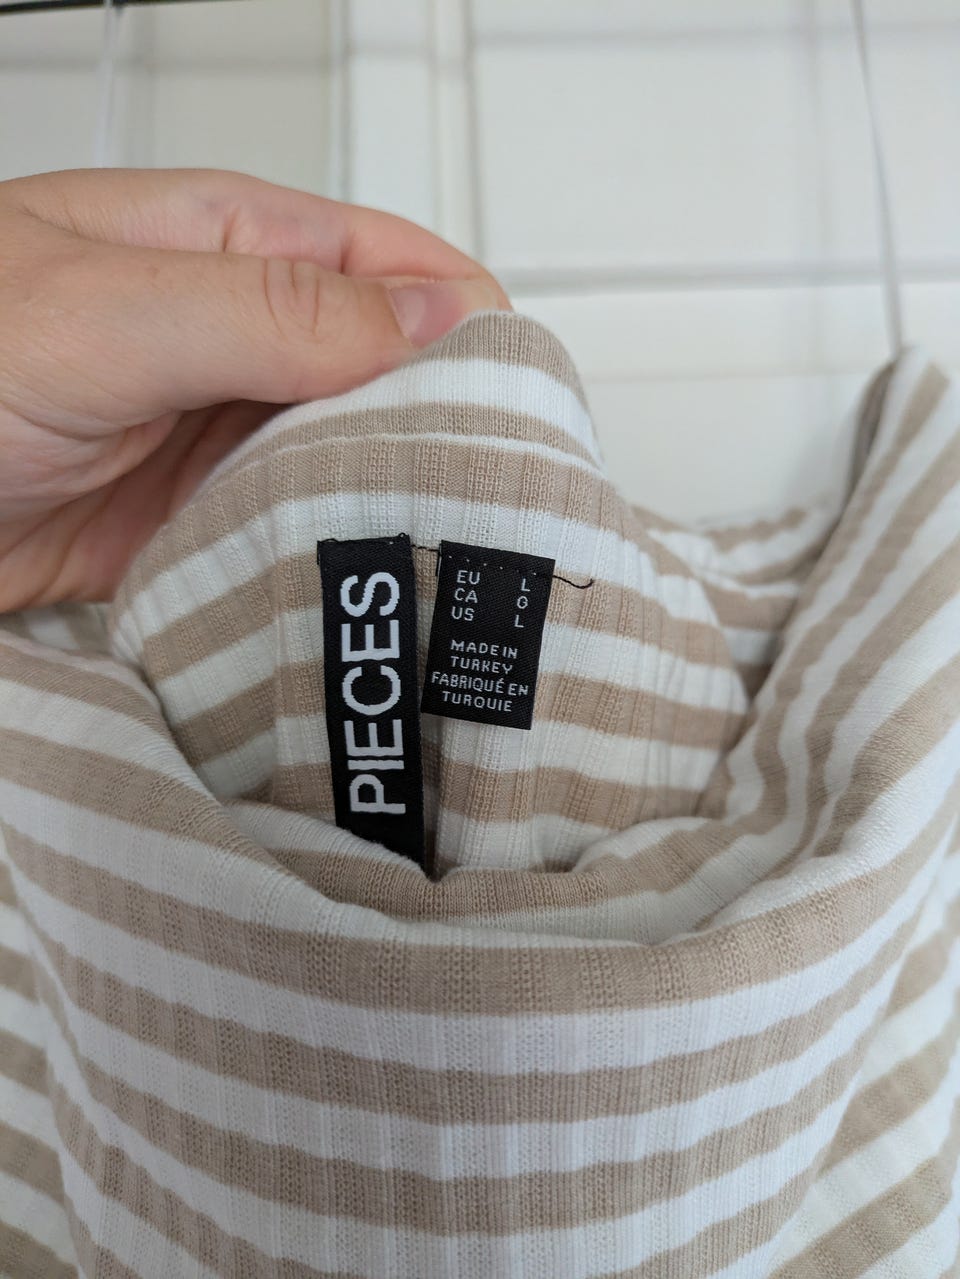 PIECES
EU L
CA G
US L
MADE IN
TURKEY
FABRIQUÉ EN
TURQUIE